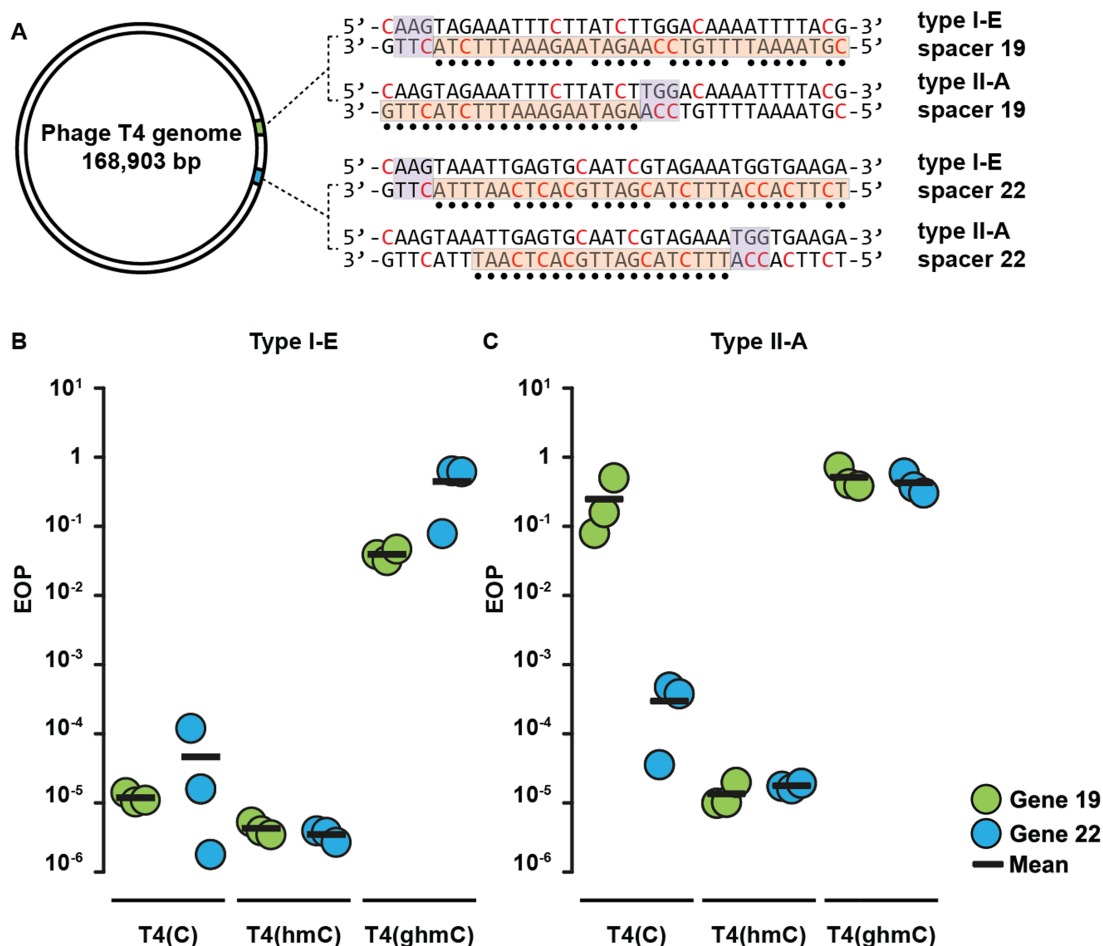 A
Phage T4 genome
168,903 bp
5’-CAAGTAGAAATTTCTTATCTTGGACAAAATTTTACG-3’ type I-E
3’-GTTCATCTTTAAAGAATAGAACCTGTTTTAAAATGC-5’ spacer 19
5’-CAAGTAGAAATTTCTTATCTTGGACAAAATTTTACG-3’ type II-A
3’-GTTCATCTTTAAAGAATAGAACCTGTTTTAAAATGC-5’ spacer 19
5’-CAAGTAAATTGAGTGCAATCGTAGAAATGGTGAAGA-3’ type I-E
3’-GTTCATTTAACTCACGTTAGCATCTTTACCACTTCT-5’ spacer 22
5’-CAAGTAAATTGAGTGCAATCGTAGAAATGGTGAAGA-3’ type II-A
3’-GTTCATTTAACTCACGTTAGCATCTTTACCACTTCT-5’ spacer 22
B Type I-E
EOP
10¹
1
10⁻¹
10⁻²
10⁻³
10⁻⁴
10⁻⁵
10⁻⁶
T4(C) T4(hmC) T4(ghmC)
C Type II-A
EOP
10¹
1
10⁻¹
10⁻²
10⁻³
10⁻⁴
10⁻⁵
10⁻⁶
T4(C) T4(hmC) T4(ghmC)
Gene 19
Gene 22
Mean